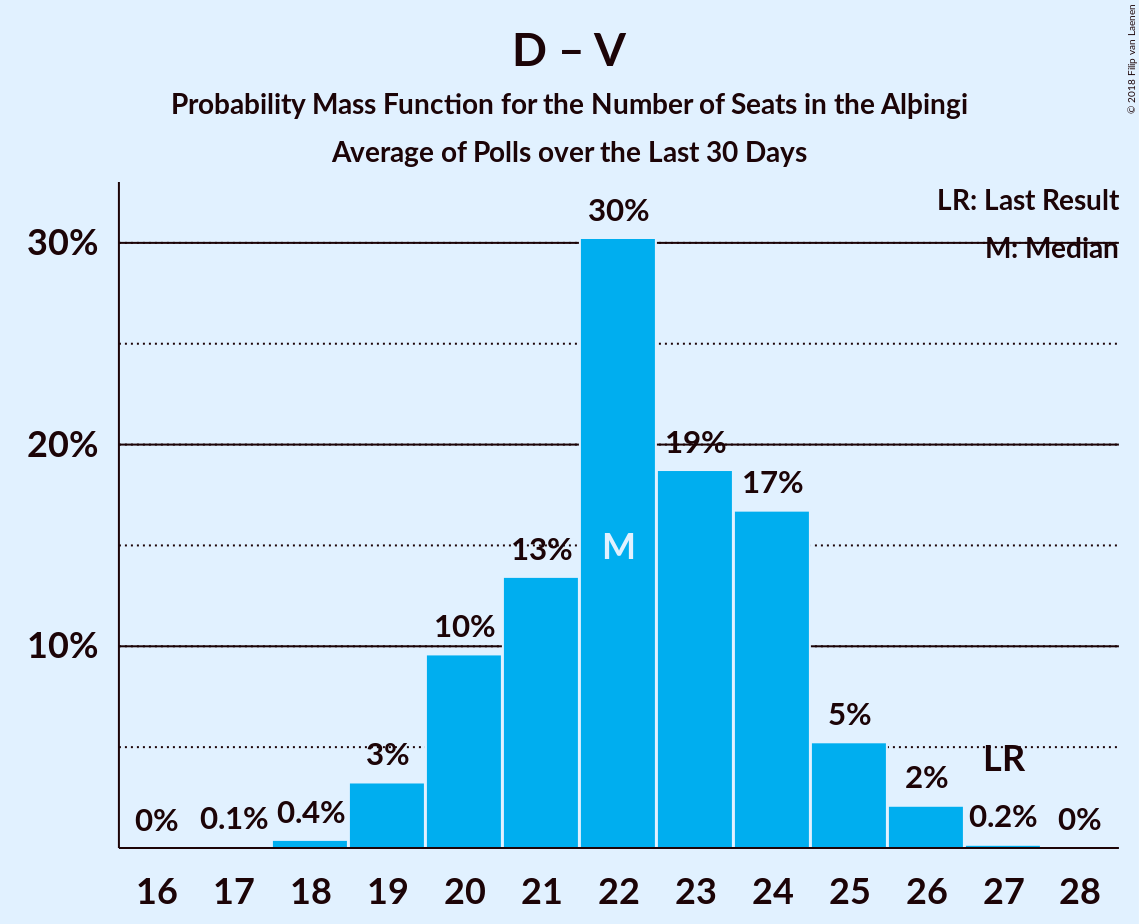 D – V
Probability Mass Function for the Number of Seats in the Alþingi
Average of Polls over the Last 30 Days
© 2018 Filip van Laenen
LR: Last Result
M: Median
30%
20%
10%
0%
0.1%
0.4%
3%
10%
13%
30%
M
19%
17%
5%
2%
LR
0.2%
0%
16 17 18 19 20 21 22 23 24 25 26 27 28